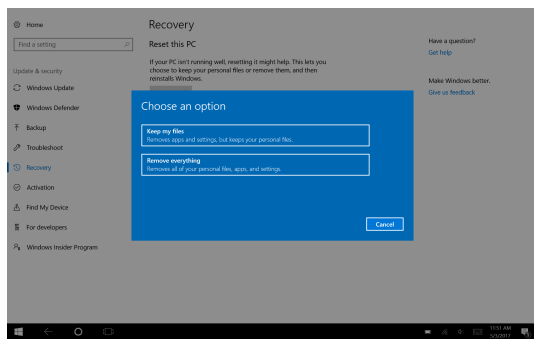 Home
Find a setting
Update & security
Windows Update
Windows Defender
Backup
Troubleshoot
Recovery
Activation
Find My Device
For developers
Windows Insider Program
Recovery
Reset this PC
If your PC isn't running well, resetting it might help. This lets you
choose to keep your personal files or remove them, and then
reinstalls Windows.
Choose an option
Keep my files
Removes apps and settings, but keeps your personal files.
Remove everything
Removes all of your personal files, apps, and settings.
Cancel
Have a question?
Get help
Make Windows better.
Give us feedback
11:51 AM
5/3/2017